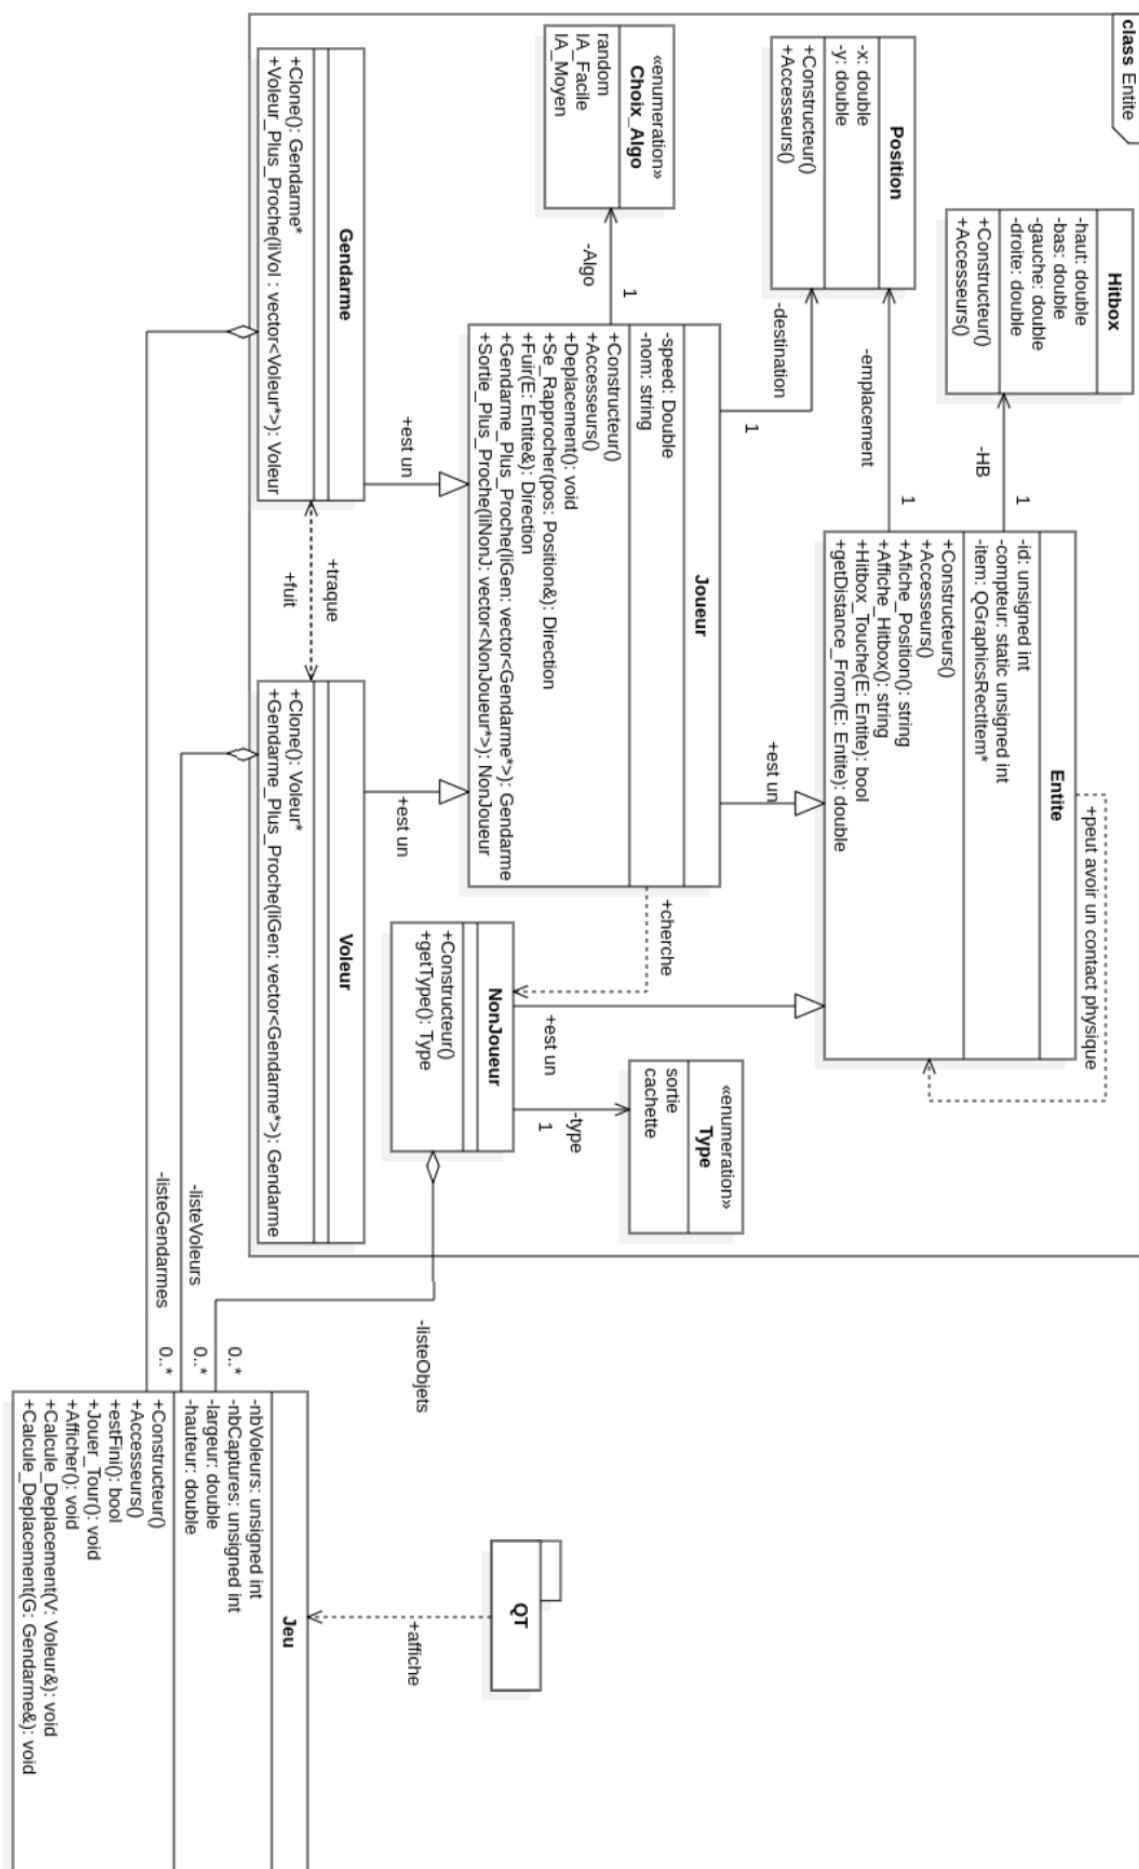 class Entite
Hitbox
-haut: double
-bas: double
-gauche: double
-droite: double
+Constructeur()
+Accesseurs()
-HB
1
Position
-x: double
-y: double
+Constructeur()
+Accesseurs()
-emplacement
1
-destination
1
«enumeration»
Choix_Algo
random
IA_Facile
IA_Moyen
-Algo
1
Entite
-id: unsigned int
-compteur: static unsigned int
-item: QGraphicsRectItem*
+Constructeurs()
+Accesseurs()
+Afiche_Position(): string
+Affiche_Hitbox(): string
+Hitbox_Touche(E: Entite): bool
+getDistance_From(E: Entite): double
+peut avoir un contact physique
Joueur
-speed: Double
-nom: string
+Constructeur()
+Accesseurs()
+Deplacement(): void
+Se_Rapprocher(pos: Position&): Direction
+Fuir(E: Entite&): Direction
+Gendarme_Plus_Proche(liGen: vector<Gendarme*>): Gendarme
+Sortie_Plus_Proche(liNonJ: vector<NonJoueur*>): NonJoueur
+est un
+cherche
+est un
«enumeration»
Type
sortie
cachette
-type
1
NonJoueur
+Constructeur()
+getType(): Type
+est un
+est un
Gendarme
+Clone(): Gendarme*
+Voleur_Plus_Proche(liVol : vector<Voleur*>): Voleur
+traque
+fuit
Voleur
+Clone(): Voleur*
+Gendarme_Plus_Proche(liGen: vector<Gendarme*>): Gendarme
-listeObjets
0..*
-listeVoleurs
0..*
-listeGendarmes
0..*
QT
+affiche
Jeu
-nbVoleurs: unsigned int
-nbCaptures: unsigned int
-largeur: double
-hauteur: double
+Constructeur()
+Accesseurs()
+estFini(): bool
+Jouer_Tour(): void
+Afficher(): void
+Calcule_Deplacement(V: Voleur&): void
+Calcule_Deplacement(G: Gendarme&): void